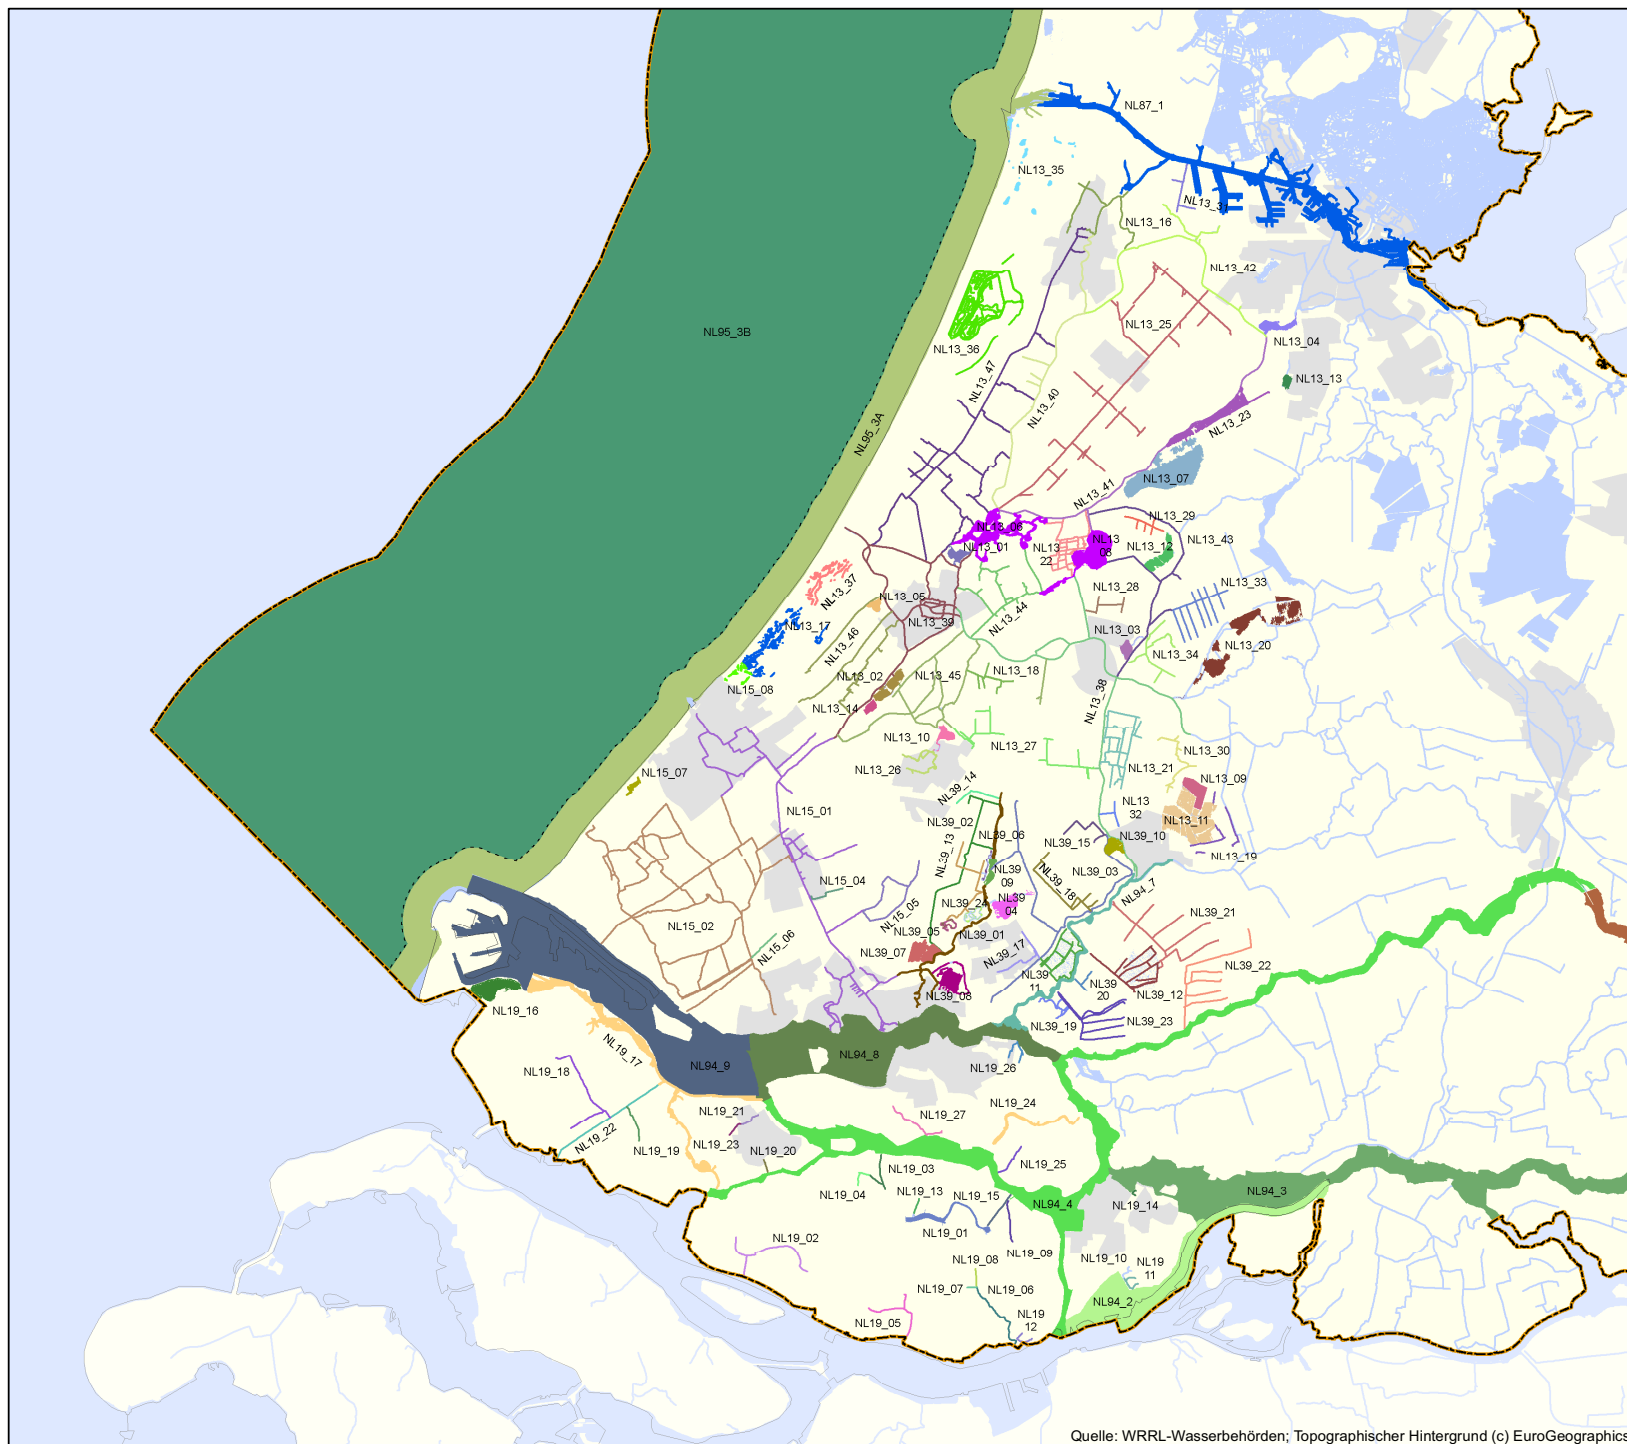 NL87_1
NL13_35
NL13_31
NL13_16
NL13_42
NL95_3B
NL13_25
NL13_04
NL13_36
NL13_13
NL13_47
NL13_40
NL95_3A
NL13_23
NL13_07
NL13_41
NL13_29
NL13_06
NL13_43
NL13_01
NL13
22
NL13
08
NL13_12
NL13_37
NL13_33
NL13_28
NL13_05
NL13_44
NL13_39
NL13_17
NL13_03
NL13_46
NL13_34
NL13_20
NL13_02
NL13_45
NL13_18
NL15_08
NL13_38
NL13_14
NL13_10
NL13_27
NL13_30
NL13_26
NL13_21
NL15_07
NL13_09
NL39_14
NL13
32
NL15_01
NL39_02
NL13_11
NL39_06
NL39_10
NL39_15
NL39_13
NL13_19
NL39
09
NL39_03
NL15_04
NL39_18
NL94_7
NL39_24
NL39
04
NL15_05
NL39_21
NL15_02
NL39_05
NL39_01
NL15_06
NL39_07
NL39_17
NL39_22
NL39
11
NL39
20
NL39_12
NL39_08
NL19_16
NL39_19
NL39_23
NL19_17
NL94_8
NL94_9
NL19_26
NL19_18
NL19_24
NL19_21
NL19_27
NL19_22
NL19_19
NL19_23
NL19_20
NL19_25
NL19_03
NL19_04
NL19_13
NL19_15
NL94_4
NL19_14
NL94_3
NL19_01
NL19_02
NL19_09
NL19_08
NL19_10
NL19
11
NL19_07
NL19_06
NL94_2
NL19_05
NL19
12
Quelle: WRRL-Wasserbehörden; Topographischer Hintergrund (c) EuroGeographics